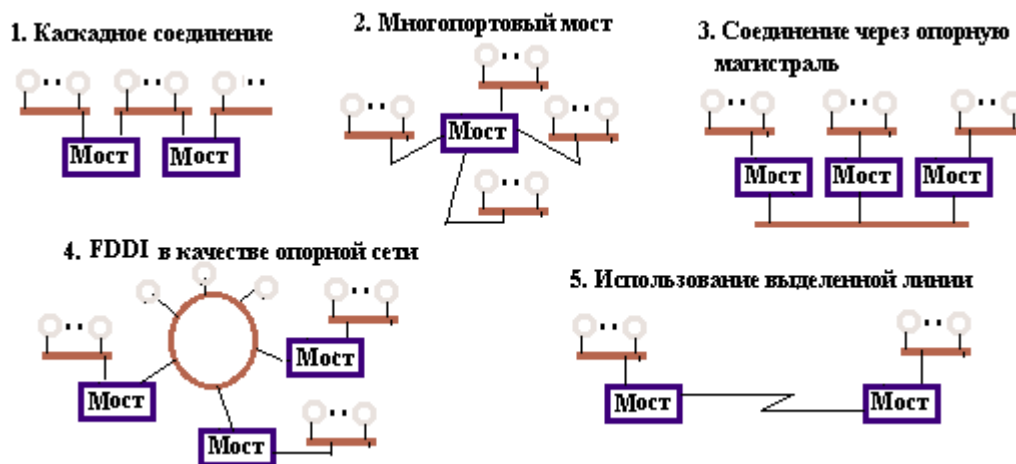 1. Каскадное соединение
Мост
Мост
2. Многопортовый мост
Мост
3. Соединение через опорную
магистраль
Мост
Мост
Мост
4. FDDI в качестве опорной сети
Мост
Мост
Мост
5. Использование выделенной линии
Мост
Мост